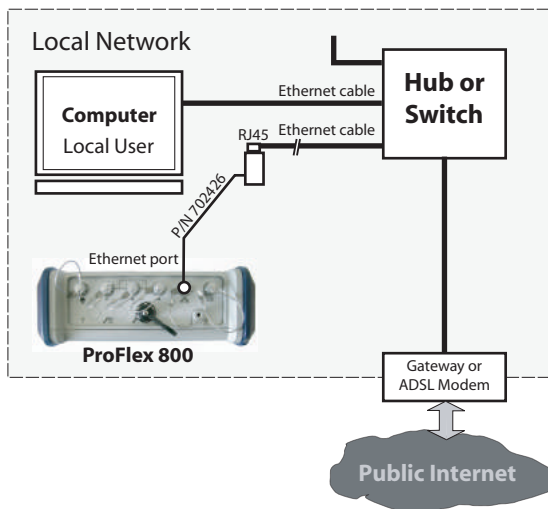 Local Network
Computer
Local User
Ethernet cable
Hub or
Switch
RJ45
Ethernet cable
P/N 702426
Ethernet port
ProFlex 800
Gateway or
ADSL Modem
Public Internet